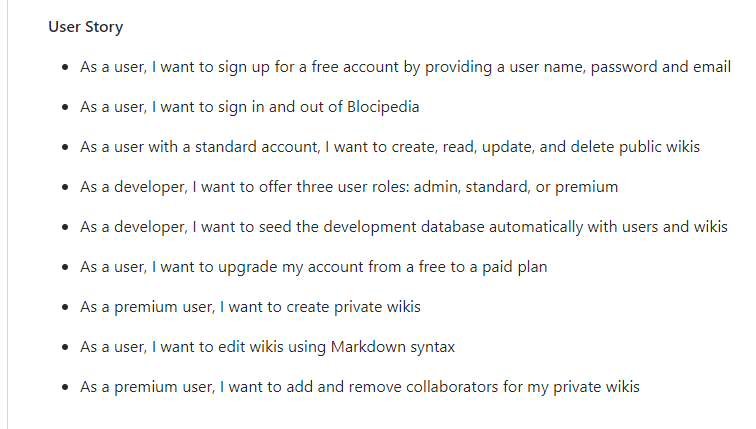 User Story
As a user, I want to sign up for a free account by providing a user name, password and email
As a user, I want to sign in and out of Blocipedia
As a user with a standard account, I want to create, read, update, and delete public wikis
As a developer, I want to offer three user roles: admin, standard, or premium
As a developer, I want to seed the development database automatically with users and wikis
As a user, I want to upgrade my account from a free to a paid plan
As a premium user, I want to create private wikis
As a user, I want to edit wikis using Markdown syntax
As a premium user, I want to add and remove collaborators for my private wikis